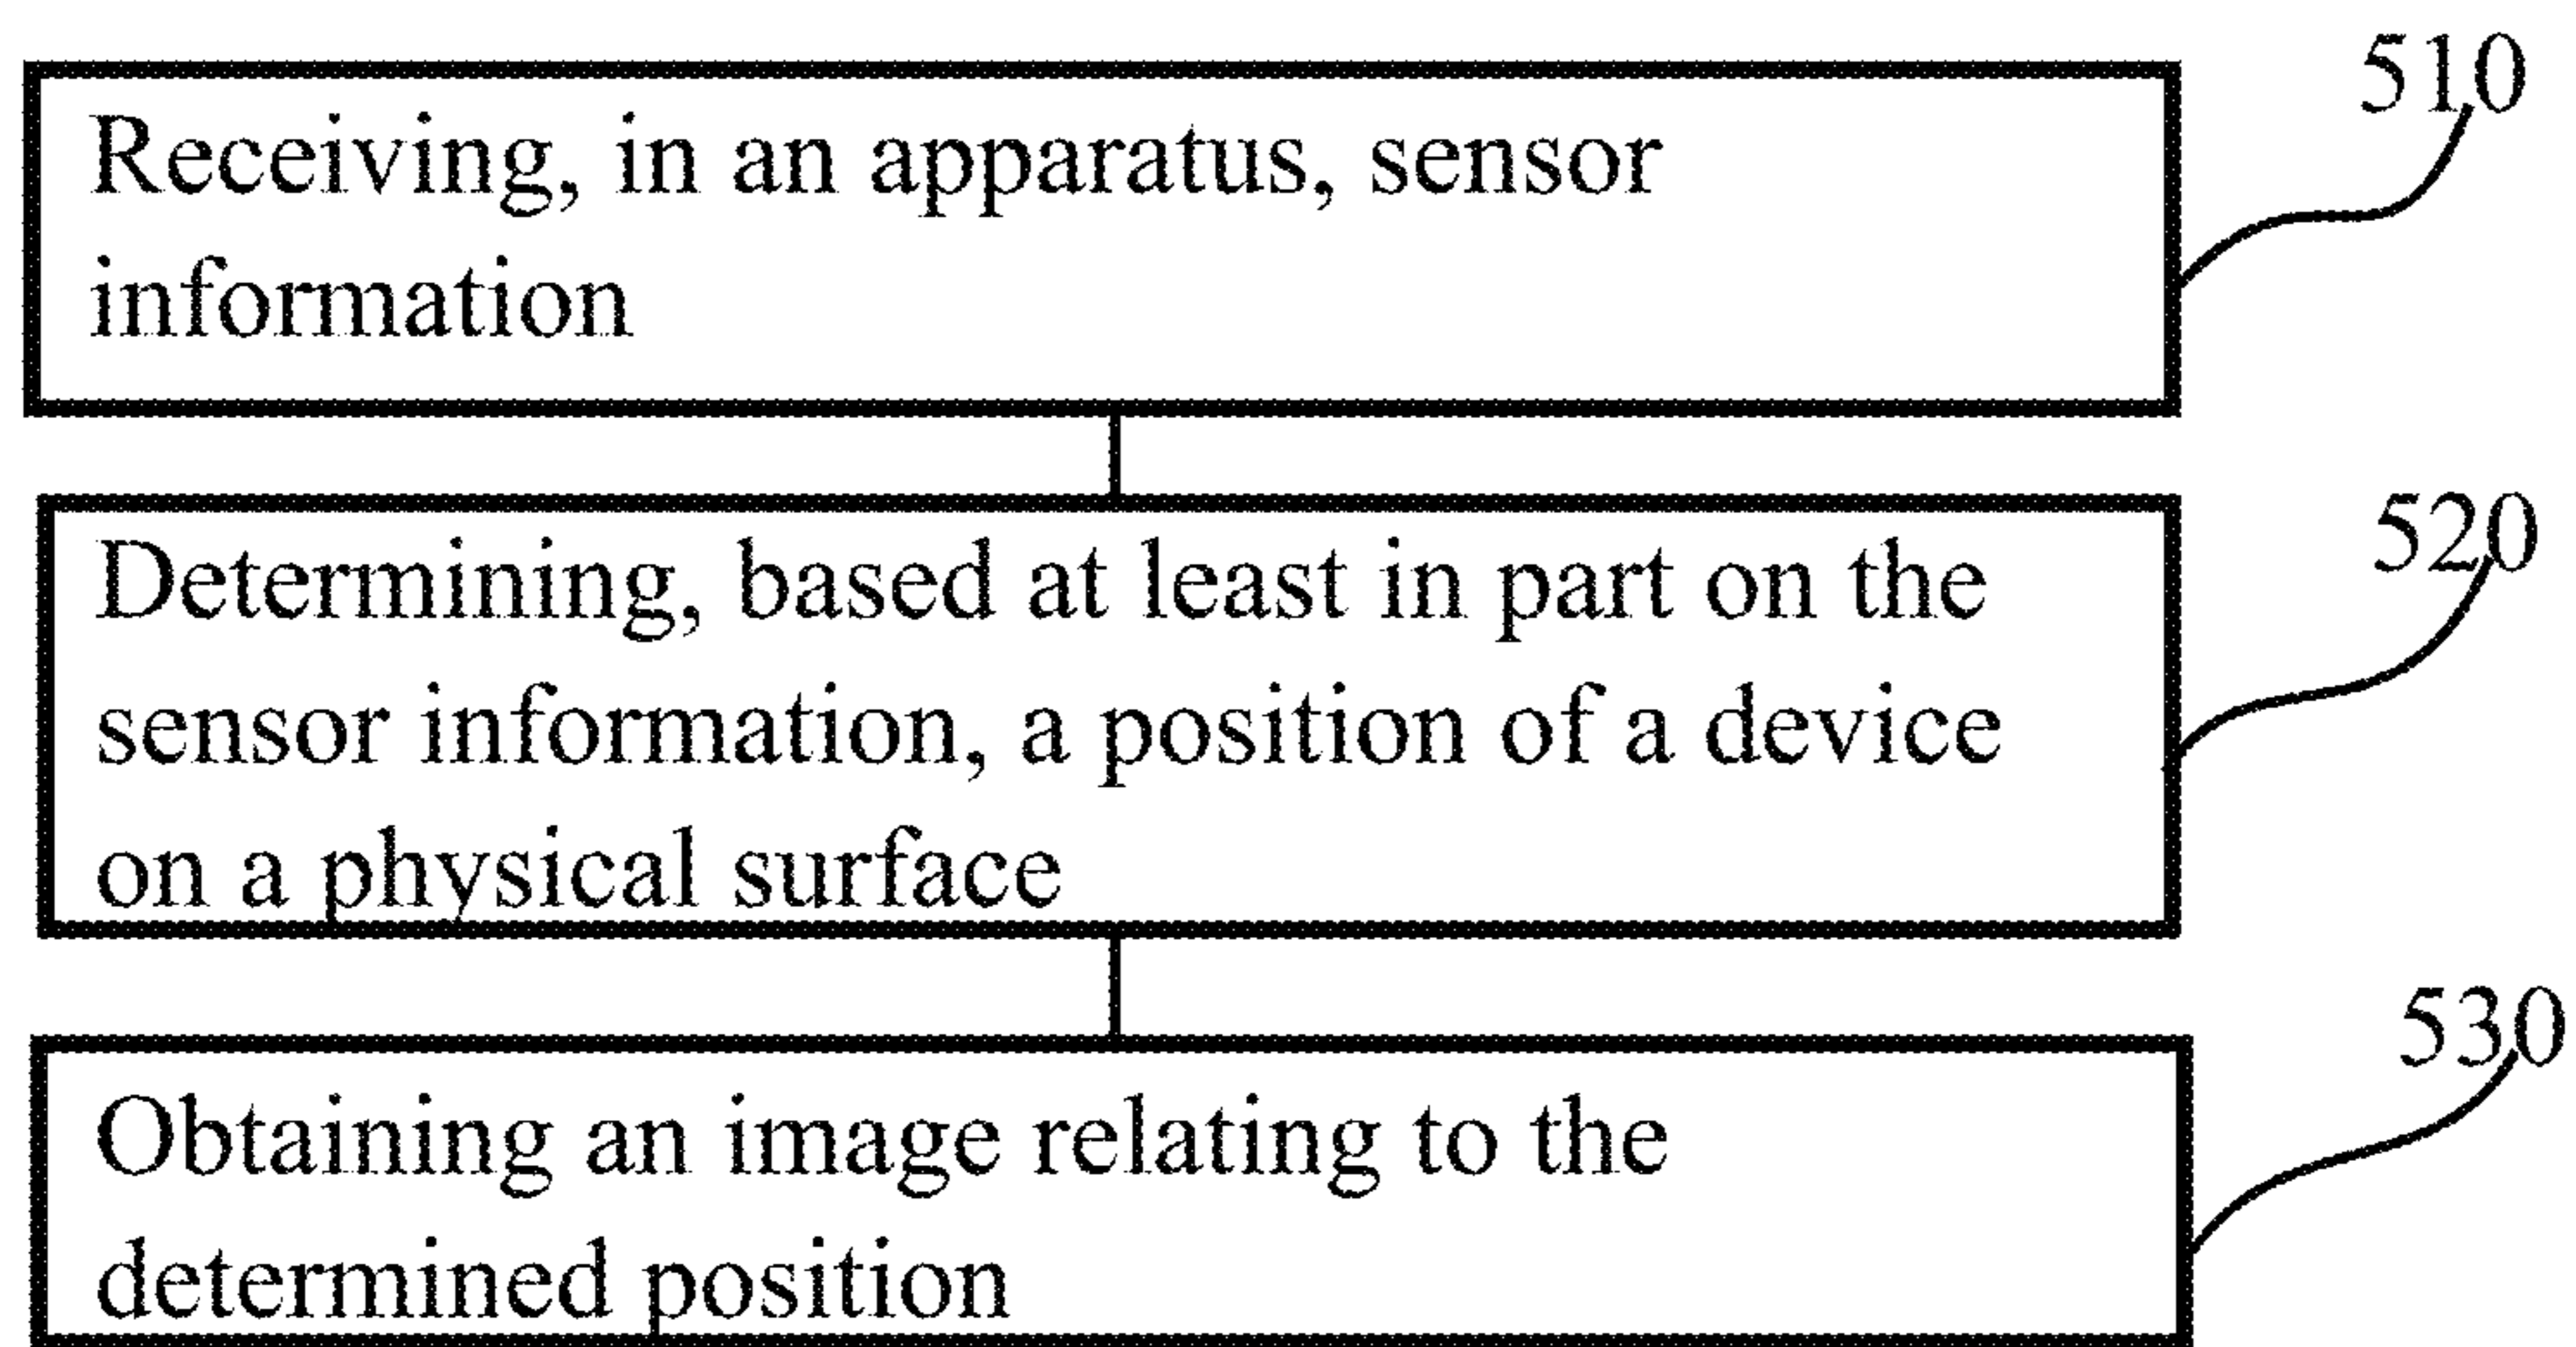 510
Receiving, in an apparatus, sensor
information
520
Determining, based at least in part on the
sensor information, a position of a device
on a physical surface
530
Obtaining an image relating to the
determined position